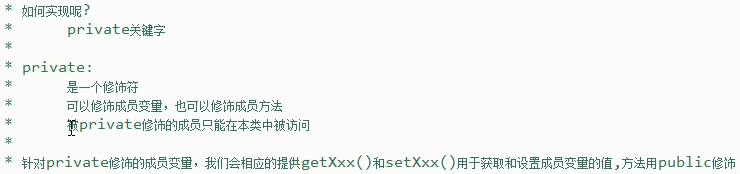 * 如何实现呢?
* private关键字
*
* private:
* 是一个修饰符
* 可以修饰成员变量，也可以修饰成员方法
* 被private修饰的成员只能在本类中被访问
*
* 针对private修饰的成员变量，我们会相应的提供getXxx()和setXxx()用于获取和设置成员变量的值,方法用public修饰